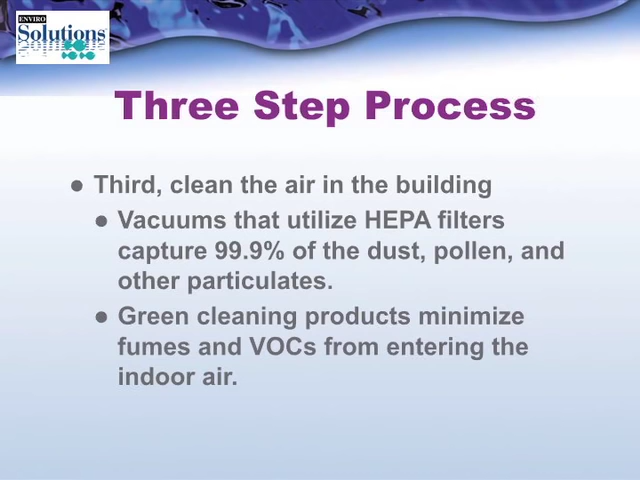 ENVIRO
Solutions
Three Step Process
● Third, clean the air in the building
● Vacuums that utilize HEPA filters
capture 99.9% of the dust, pollen, and
other particulates.
● Green cleaning products minimize
fumes and VOCs from entering the
indoor air.